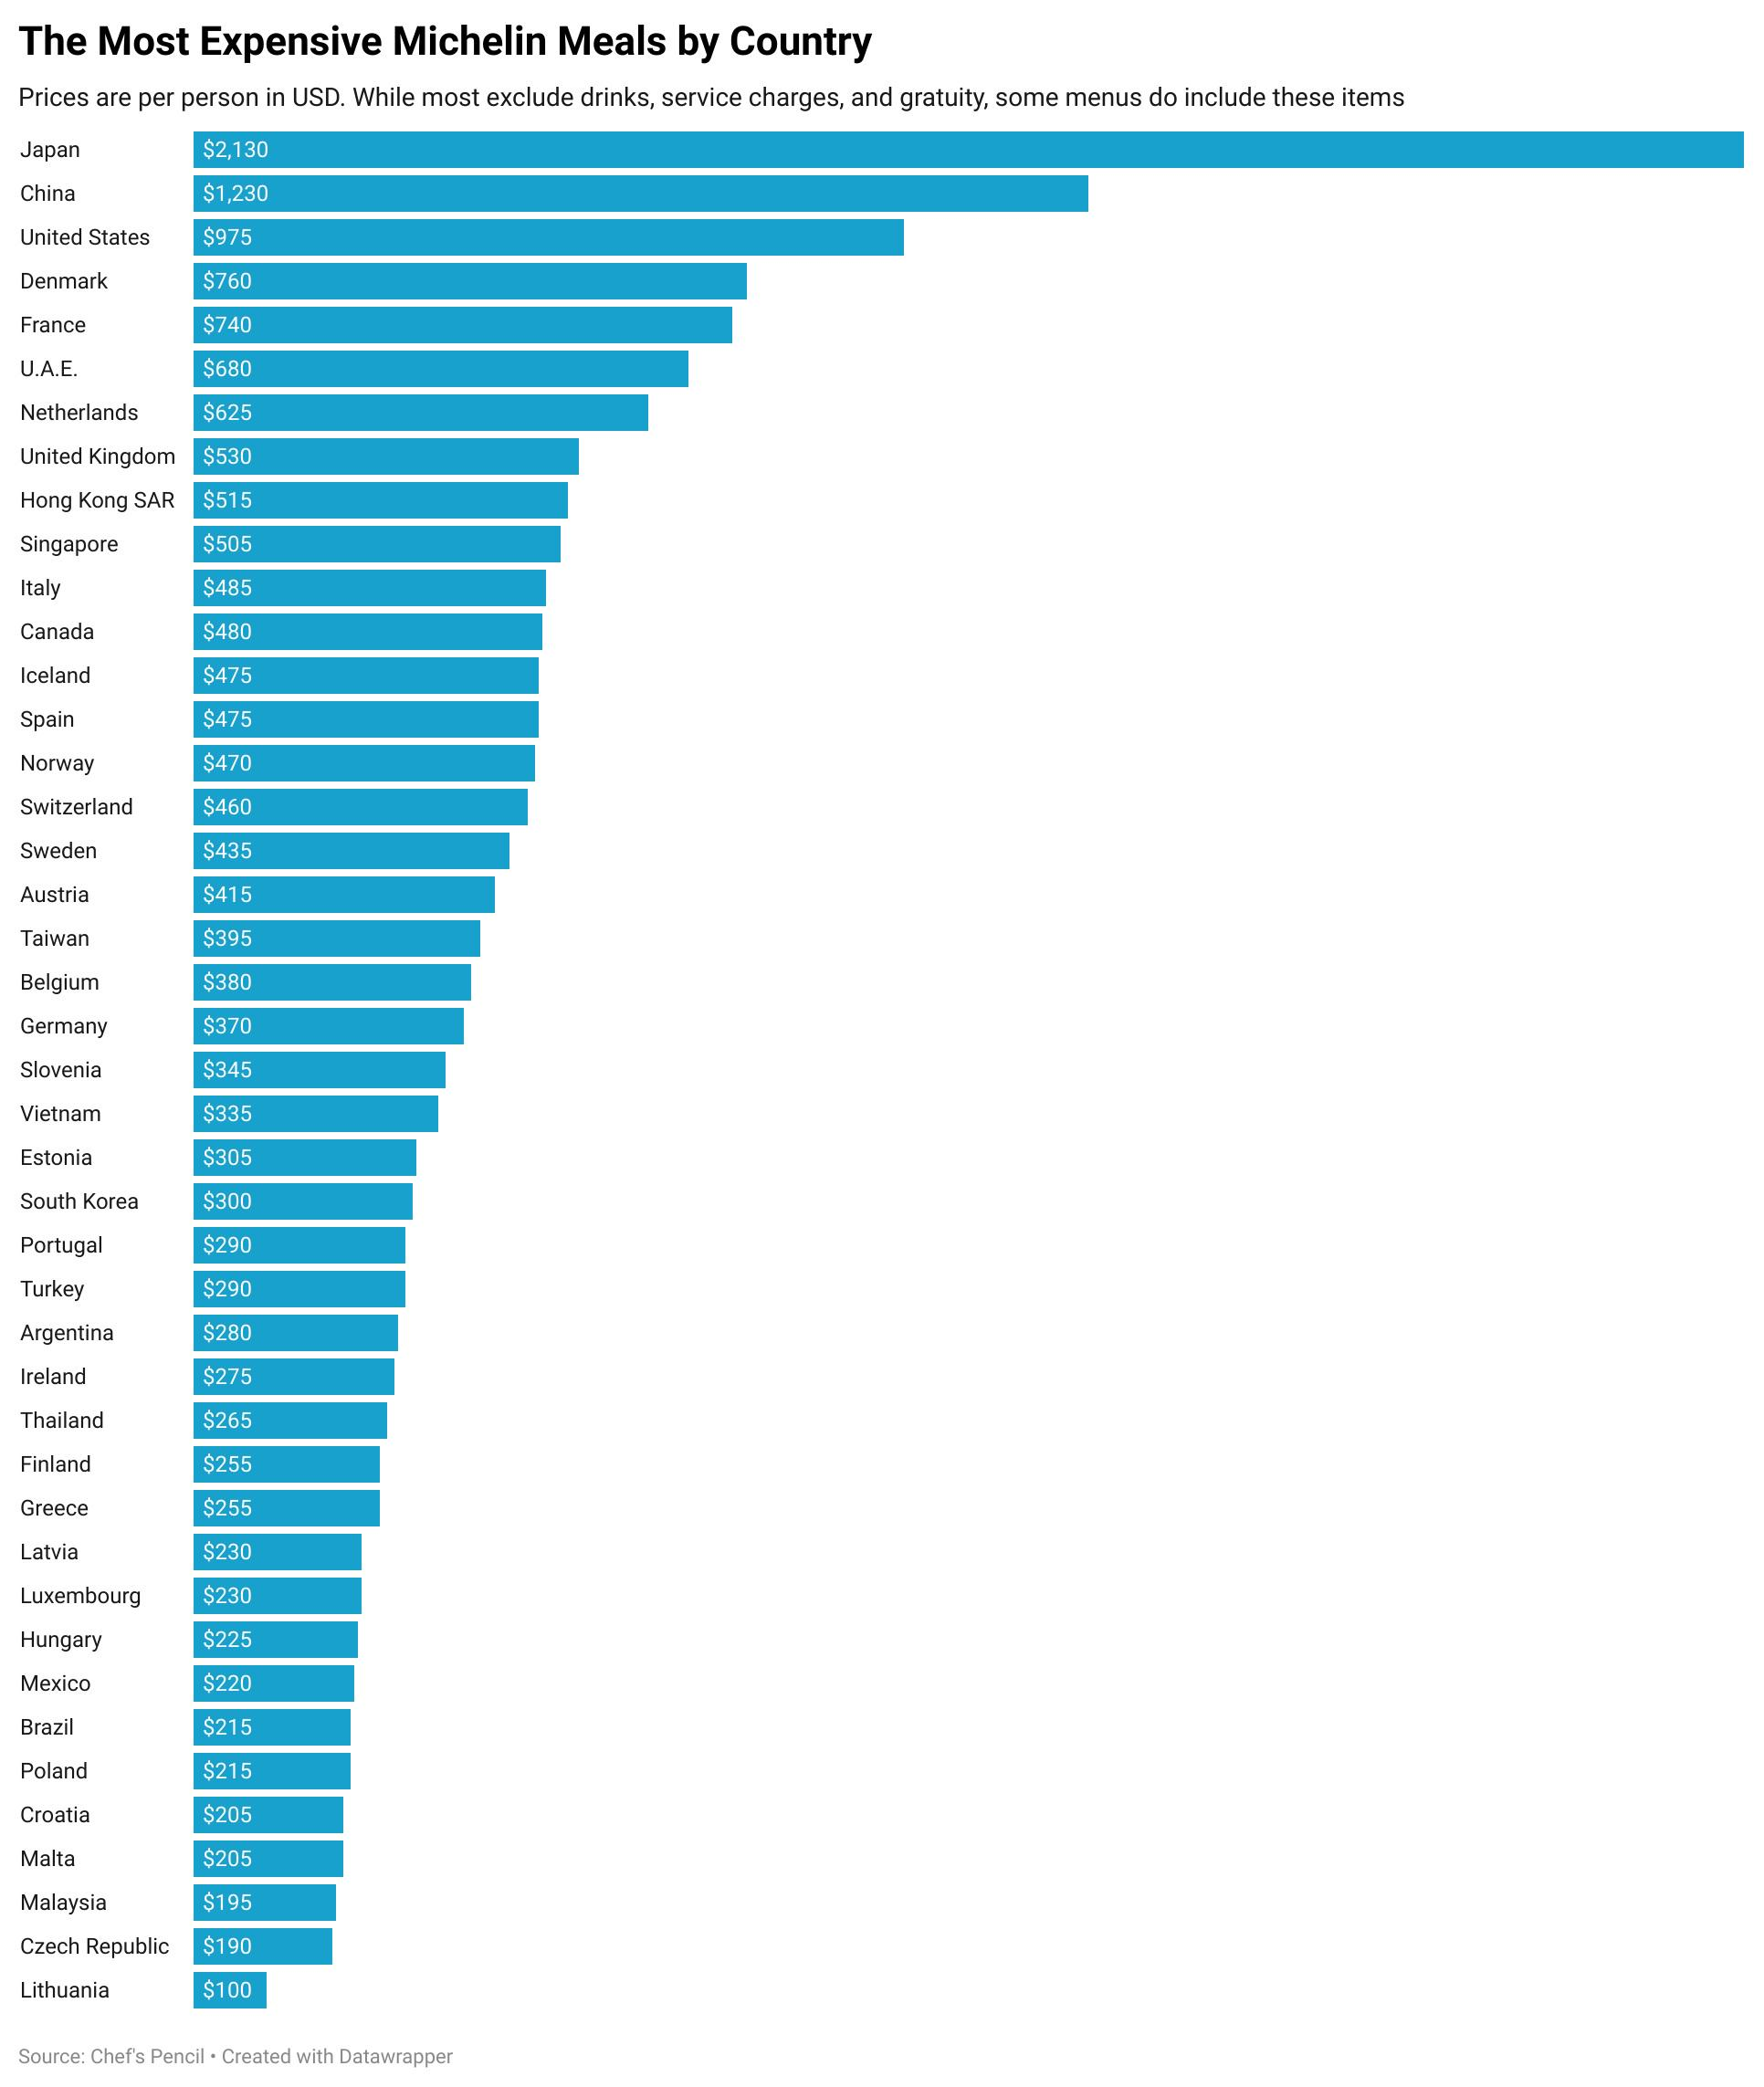 The Most Expensive Michelin Meals by Country
Prices are per person in USD. While most exclude drinks, service charges, and gratuity, some menus do include these items
Japan $2,130
China $1,230
United States $975
Denmark $760
France $740
U.A.E. $680
Netherlands $625
United Kingdom $530
Hong Kong SAR $515
Singapore $505
Italy $485
Canada $480
Iceland $475
Spain $475
Norway $470
Switzerland $460
Sweden $435
Austria $415
Taiwan $395
Belgium $380
Germany $370
Slovenia $345
Vietnam $335
Estonia $305
South Korea $300
Portugal $290
Turkey $290
Argentina $280
Ireland $275
Thailand $265
Finland $255
Greece $255
Latvia $230
Luxembourg $230
Hungary $225
Mexico $220
Brazil $215
Poland $215
Croatia $205
Malta $205
Malaysia $195
Czech Republic $190
Lithuania $100
Source: Chef's Pencil • Created with Datawrapper